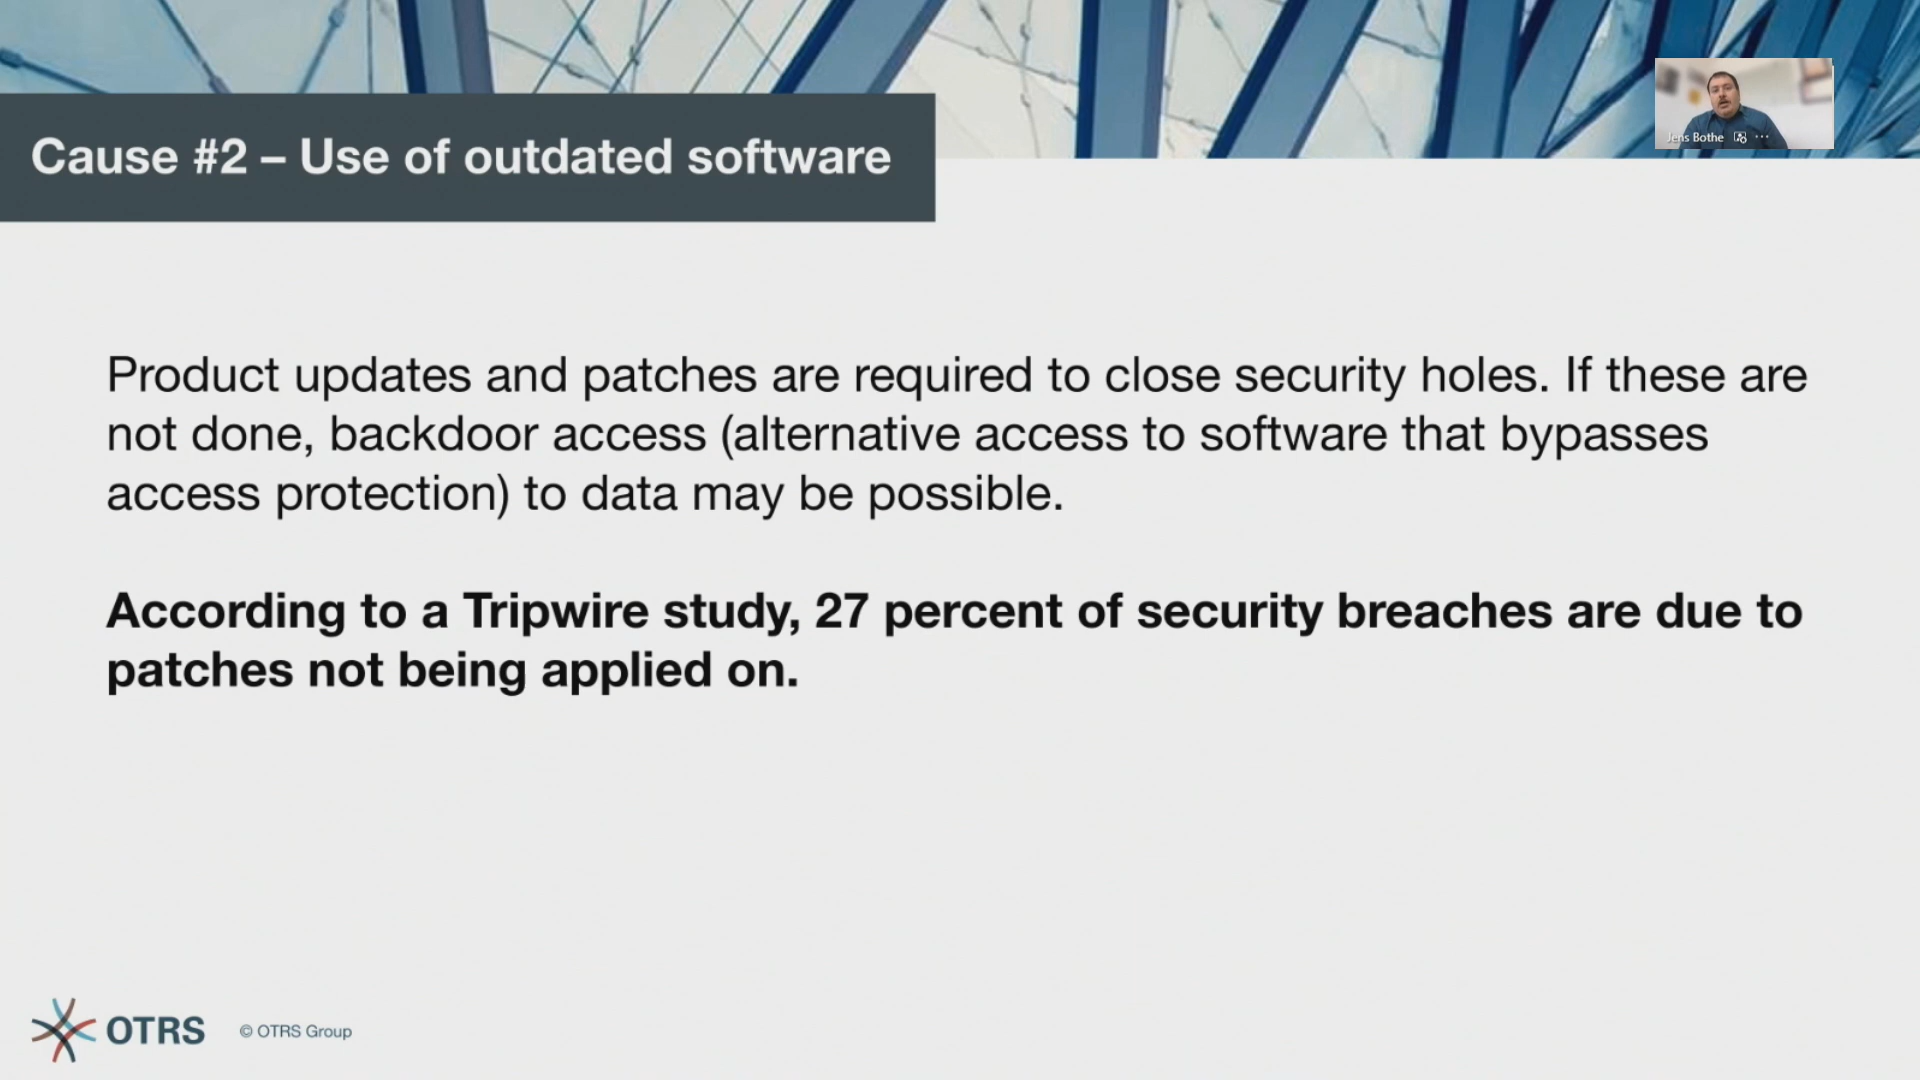 Cause #2 – Use of outdated software
Jens Bothe
Product updates and patches are required to close security holes. If these are
not done, backdoor access (alternative access to software that bypasses
access protection) to data may be possible.
According to a Tripwire study, 27 percent of security breaches are due to
patches not being applied on.
OTRS
© OTRS Group